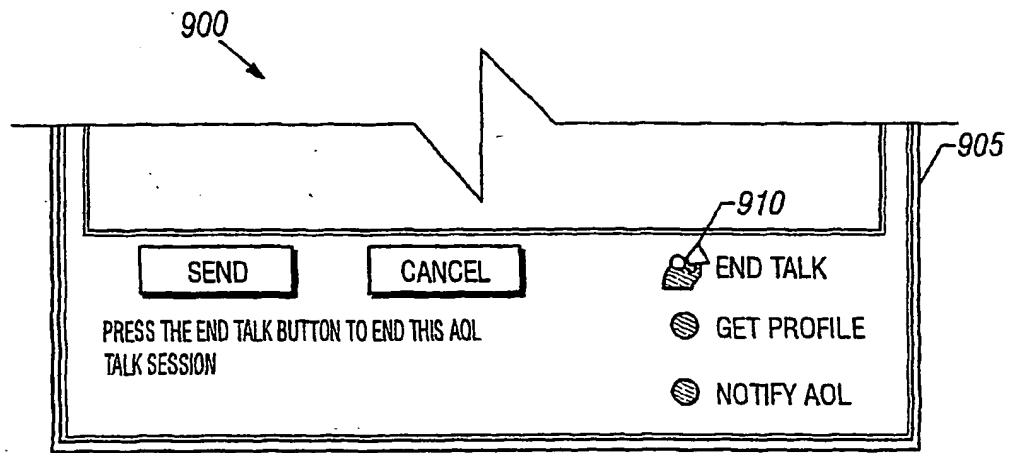 900
905
910
SEND CANCEL END TALK
PRESS THE END TALK BUTTON TO END THIS AOL
TALK SESSION
GET PROFILE
NOTIFY AOL